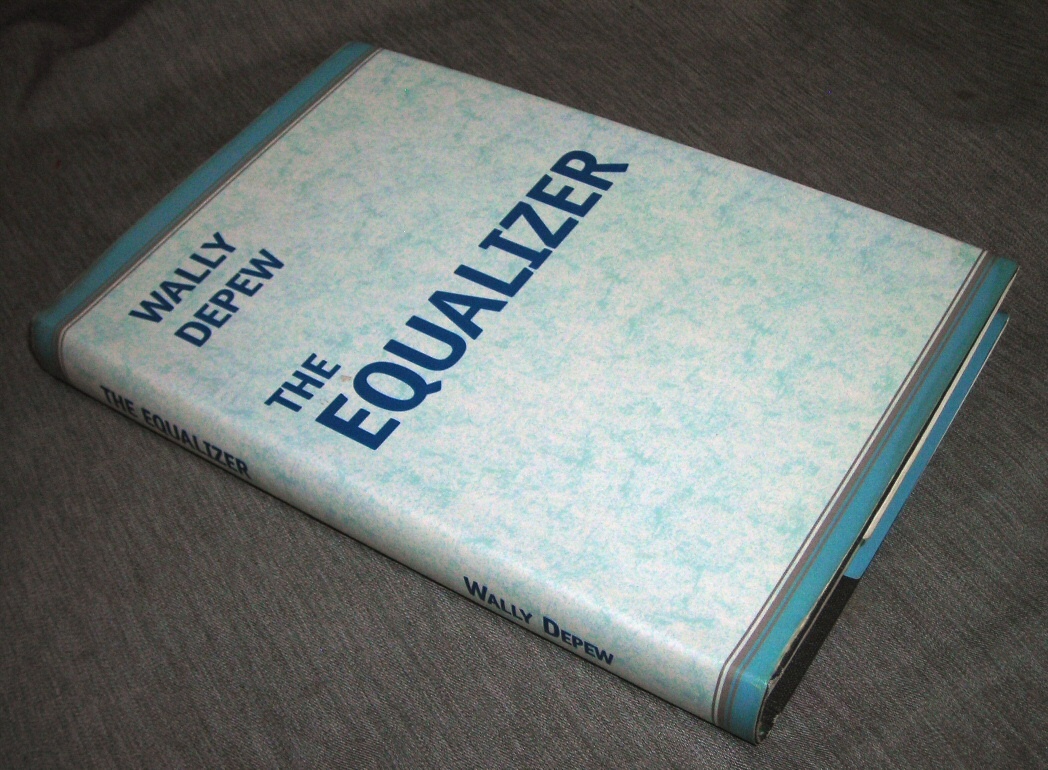 WALLY
DEPEW
THE
EQUALIZER
THE EQUALIZER
WALLY DEPEW